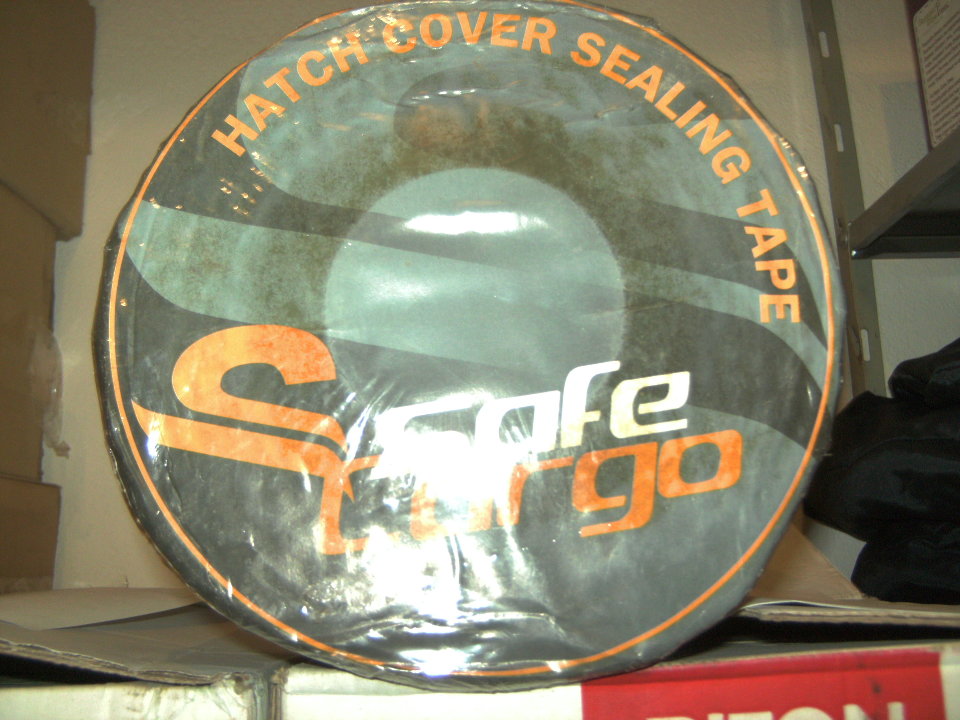 HATCH COVER SEALING TAPE
safe
cargo